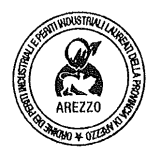 ORDINE DEI PERITI INDUSTRIALI E PERITI INDUSTRIALI LAUREATI DELLA PROVINCIA DI AREZZO ★
AREZZO